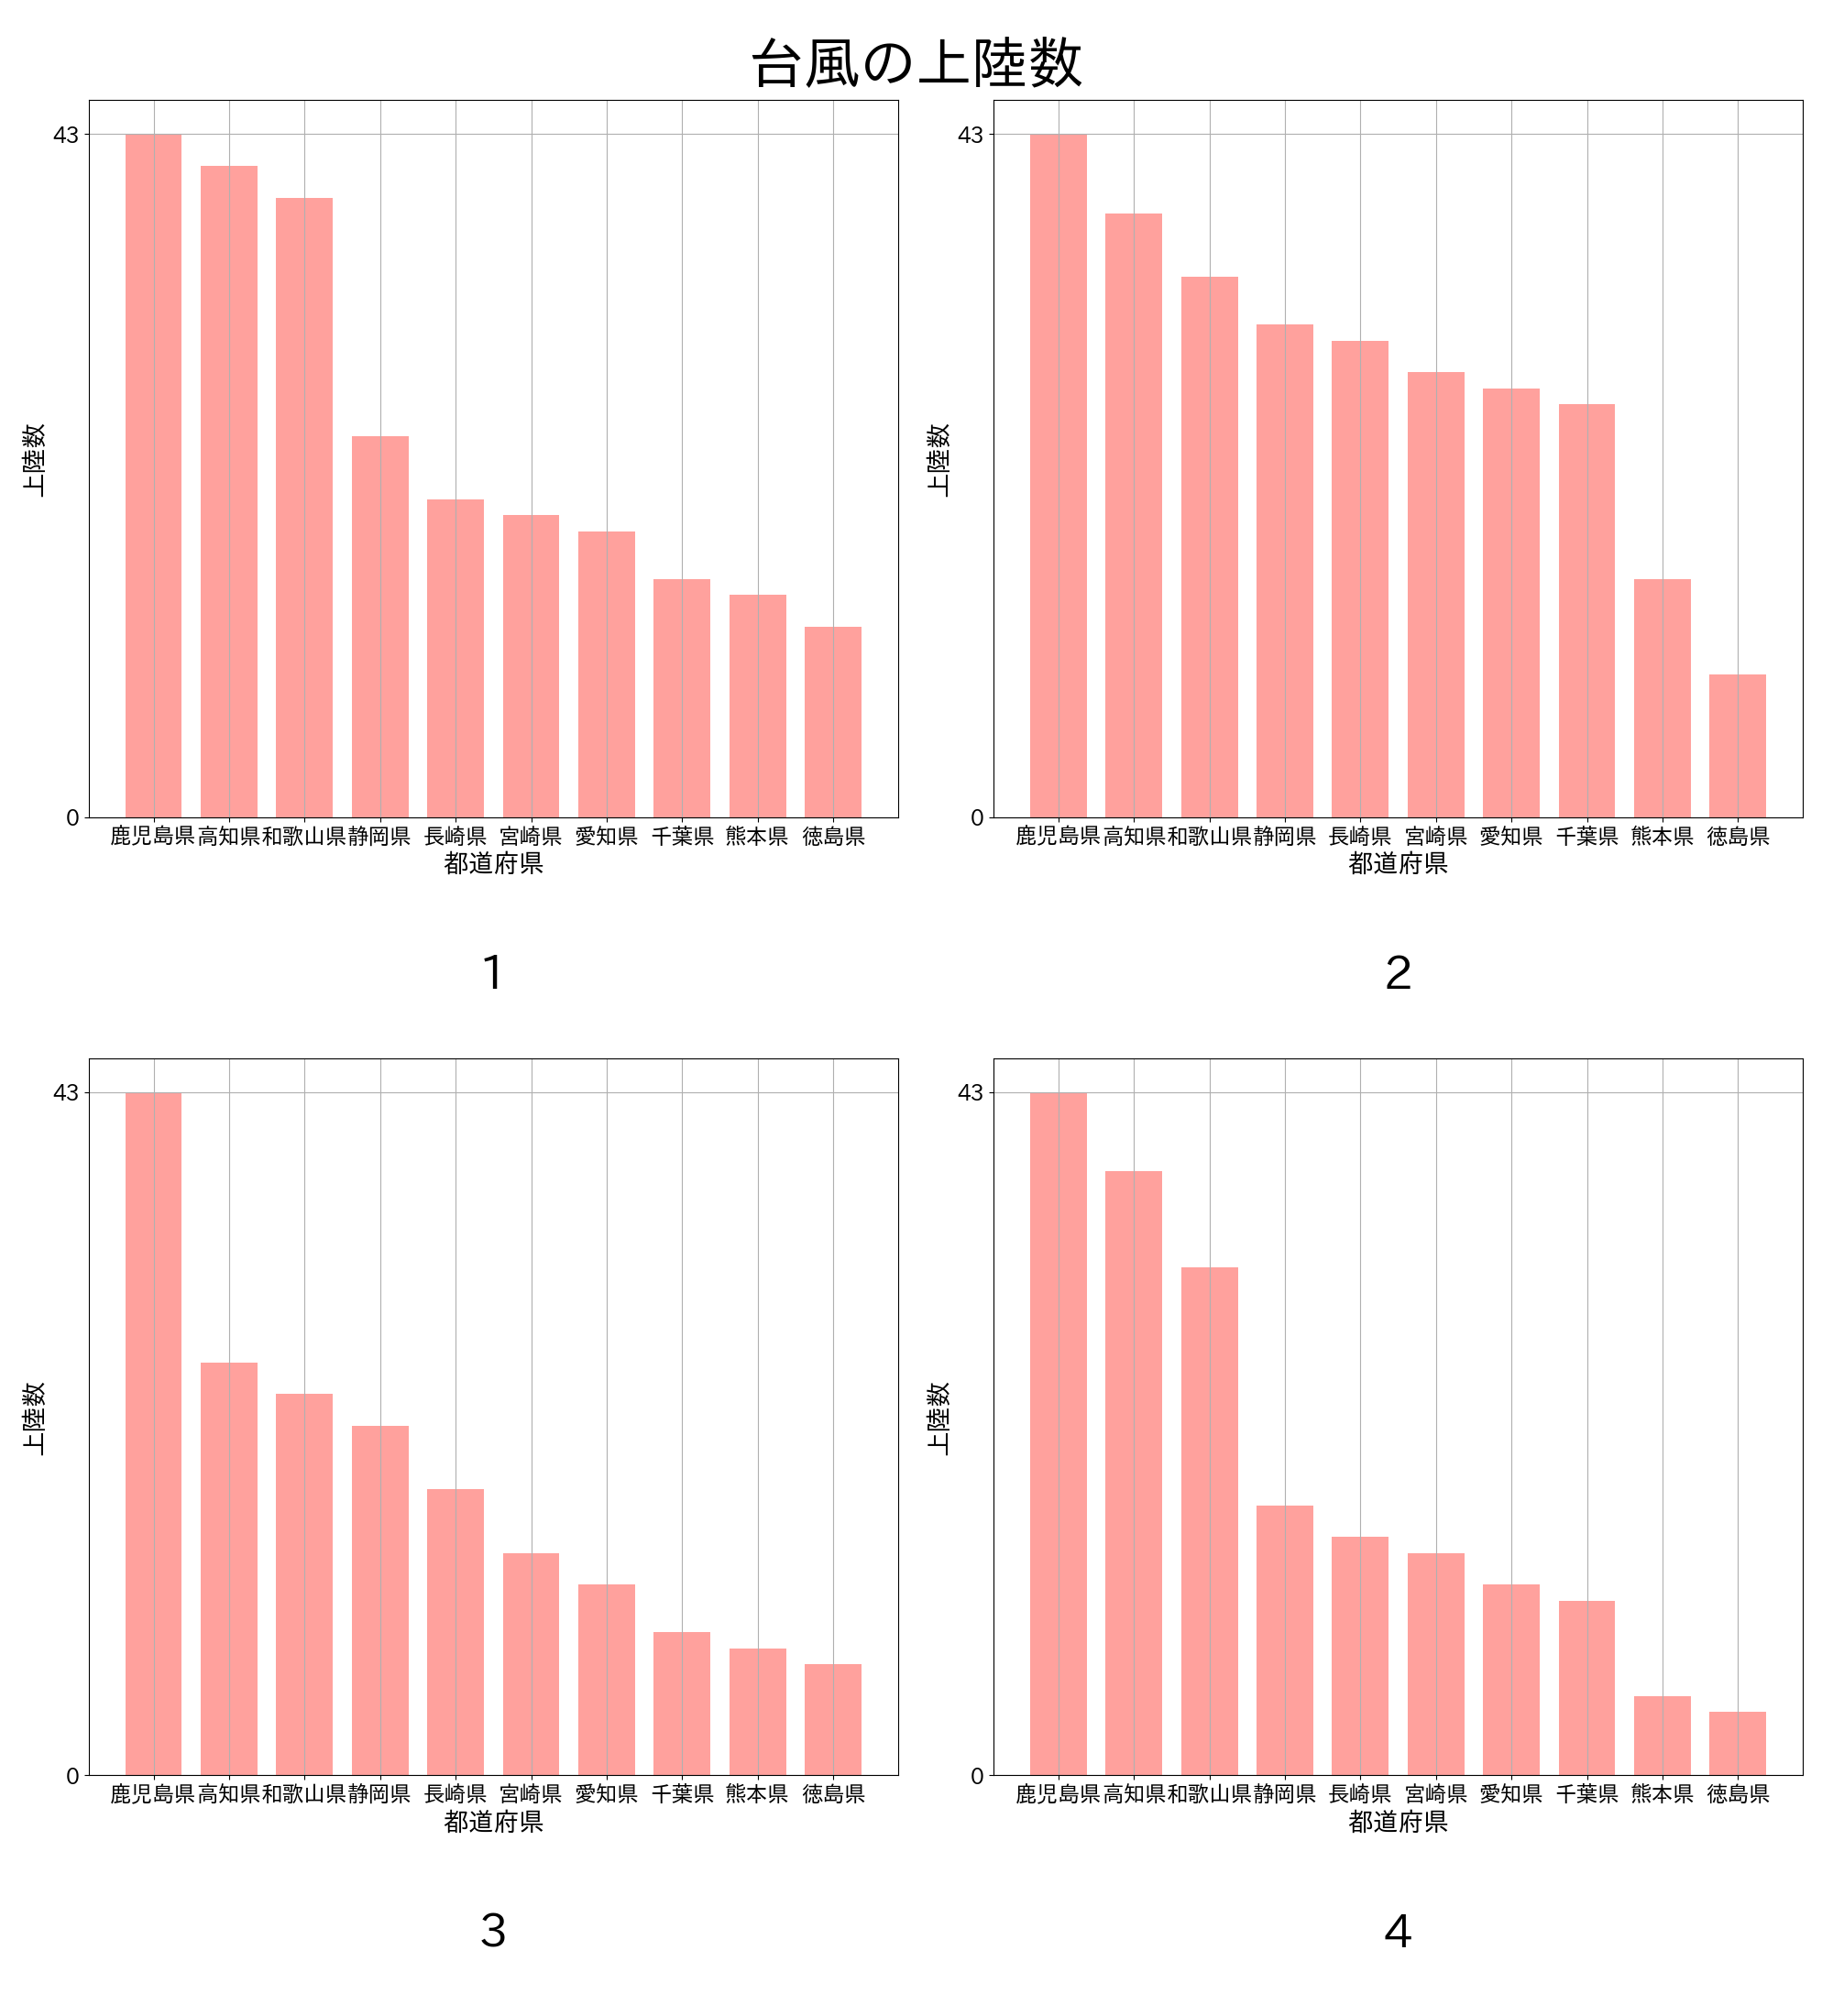 台風の上陸数
43
0
上陸数
鹿児島県 高知県 和歌山県 静岡県 長崎県 宮崎県 愛知県 千葉県 熊本県 徳島県
都道府県
1
43
0
上陸数
鹿児島県 高知県 和歌山県 静岡県 長崎県 宮崎県 愛知県 千葉県 熊本県 徳島県
都道府県
2
43
0
上陸数
鹿児島県 高知県 和歌山県 静岡県 長崎県 宮崎県 愛知県 千葉県 熊本県 徳島県
都道府県
3
43
0
上陸数
鹿児島県 高知県 和歌山県 静岡県 長崎県 宮崎県 愛知県 千葉県 熊本県 徳島県
都道府県
4